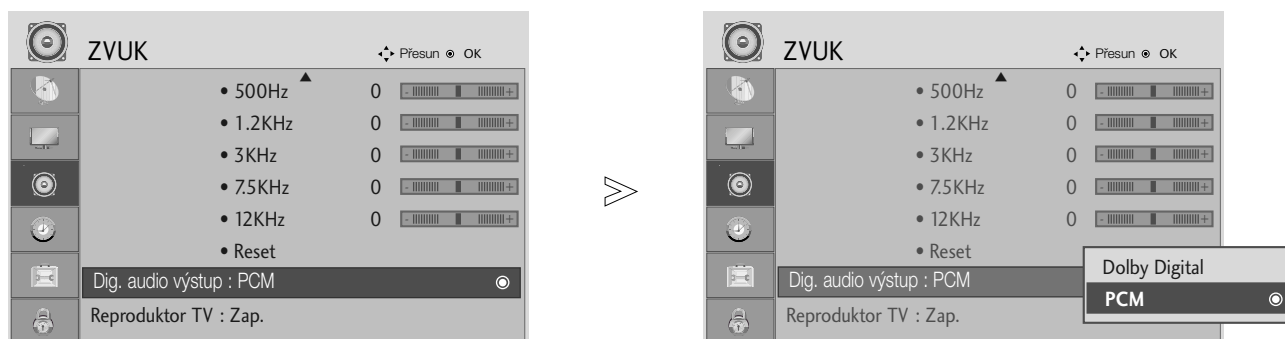 ZVUK Přesun OK
• 500Hz 0 - +
• 1.2KHz 0 - +
• 3KHz 0 - +
• 7.5KHz 0 - +
• 12KHz 0 - +
• Reset
Dig. audio výstup : PCM
Reproduktor TV : Zap.
ZVUK Přesun OK
• 500Hz 0 - +
• 1.2KHz 0 - +
• 3KHz 0 - +
• 7.5KHz 0 - +
• 12KHz 0 - +
• Reset
Dig. audio výstup : PCM
Reproduktor TV : Zap.
Dolby Digital
PCM